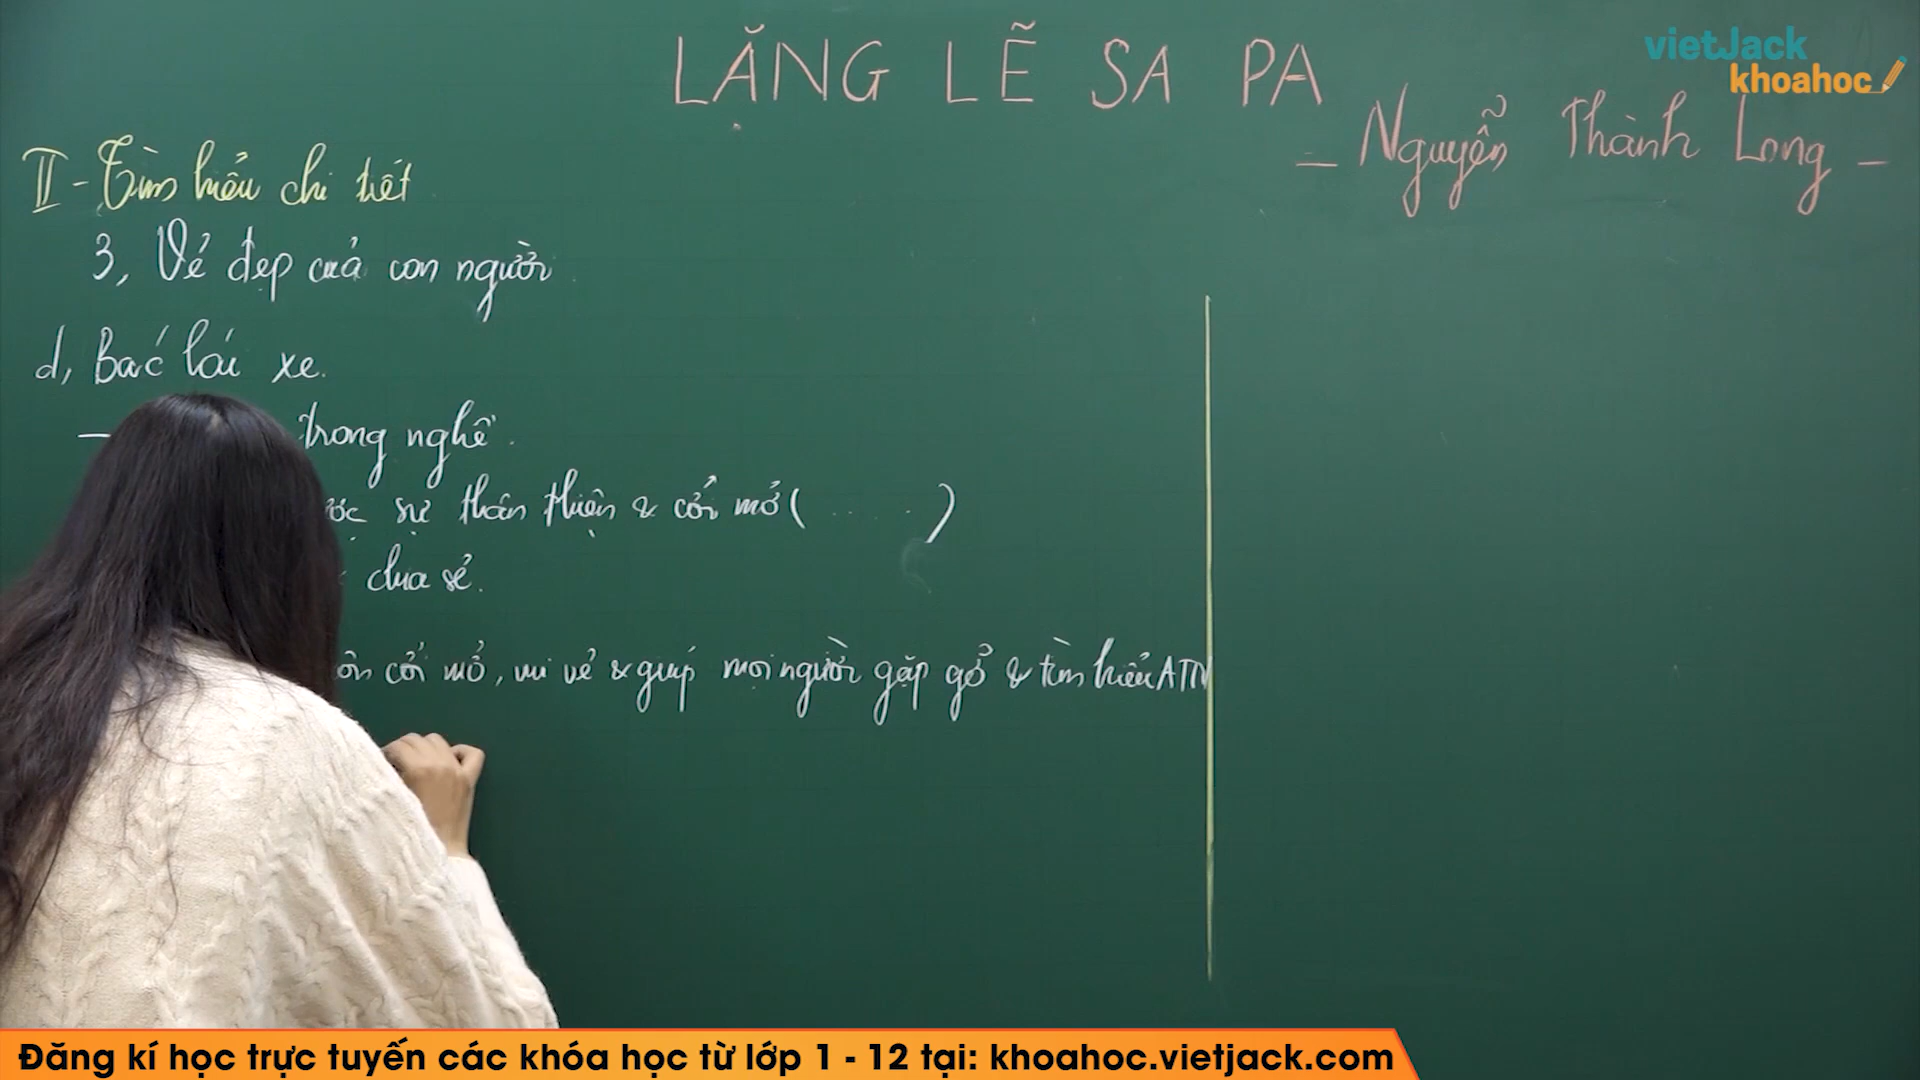 LẶNG LẼ SA PA
vietJack
khoahoc
- Nguyễn Thành Long -
II - Tìm hiểu chi tiết
3, Vẻ đẹp của con người
d, Bác lái xe.
- trong nghề.
sự thân thiện & cởi mở ( ..... )
chia sẻ.
cởi mở, vui vẻ & giúp mọi người gặp gỡ & tìm hiểu ATN
Đăng kí học trực tuyến các khóa học từ lớp 1 - 12 tại: khoahoc.vietjack.com